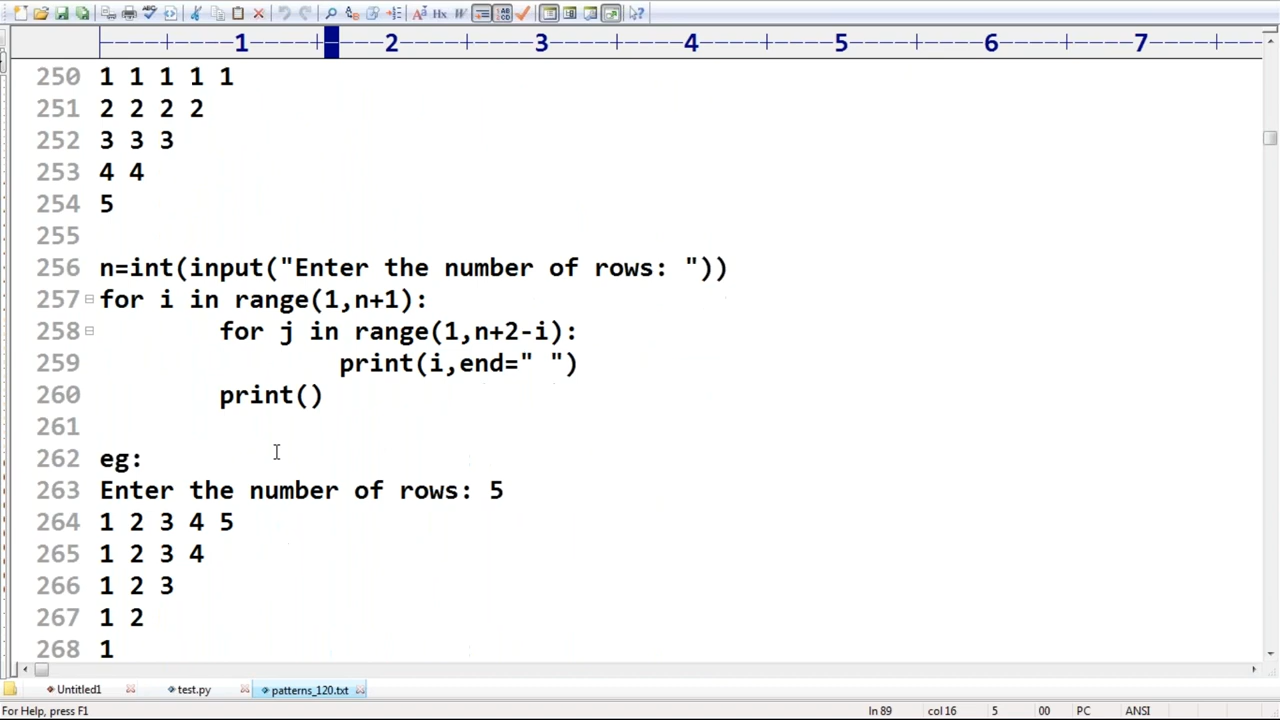 1 2 3 4 5 6 7
250 1 1 1 1 1
251 2 2 2 2
252 3 3 3
253 4 4
254 5
255
256 n=int(input("Enter the number of rows: "))
257 for i in range(1,n+1):
258 for j in range(1,n+2-i):
259 print(i,end=" ")
260 print()
261
262 eg:
263 Enter the number of rows: 5
264 1 2 3 4 5
265 1 2 3 4
266 1 2 3
267 1 2
268 1
Untitled1 test.py patterns_120.txt
For Help, press F1 ln 89 col 16 5 00 PC ANSI